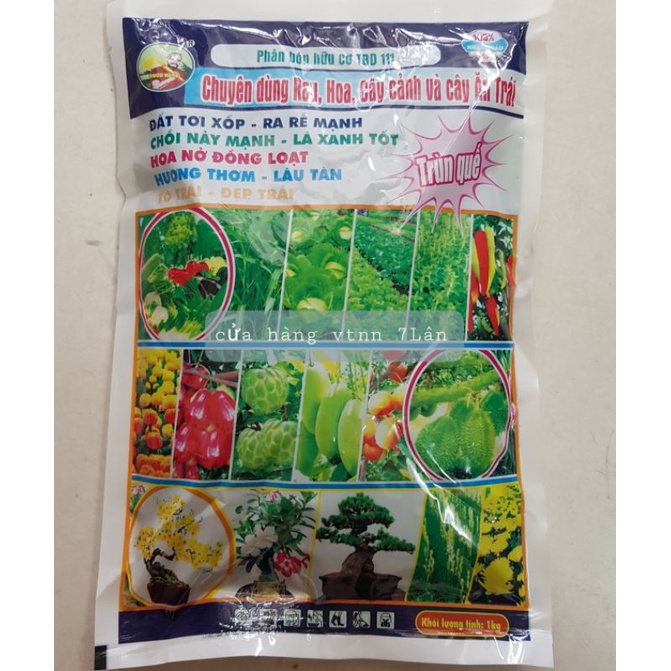 100%
Phân bón hữu cơ TBD 111
Chuyên dùng Rau, Hoa, Cây cảnh và cây Ăn Trái
ĐẤT TƠI XỐP - RA RỄ MẠNH
CHỒI NẢY MẠNH - LÁ XANH TỐT
HOA NỞ ĐỒNG LOẠT
HƯƠNG THƠM - LÂU TÀN
TO TRÁI - ĐẸP TRÁI
Trùn quế
cửa hàng vtnn 7Lân
Khối lượng tịnh: 1kg